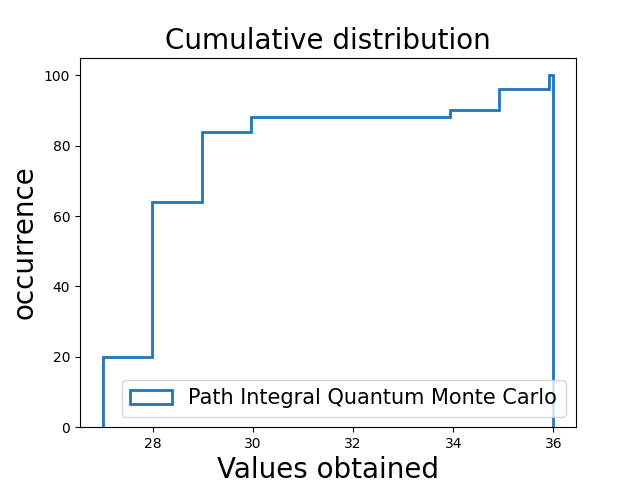 Cumulative distribution
occurrence
100
80
60
40
20
0
Path Integral Quantum Monte Carlo
28 30 32 34 36
Values obtained